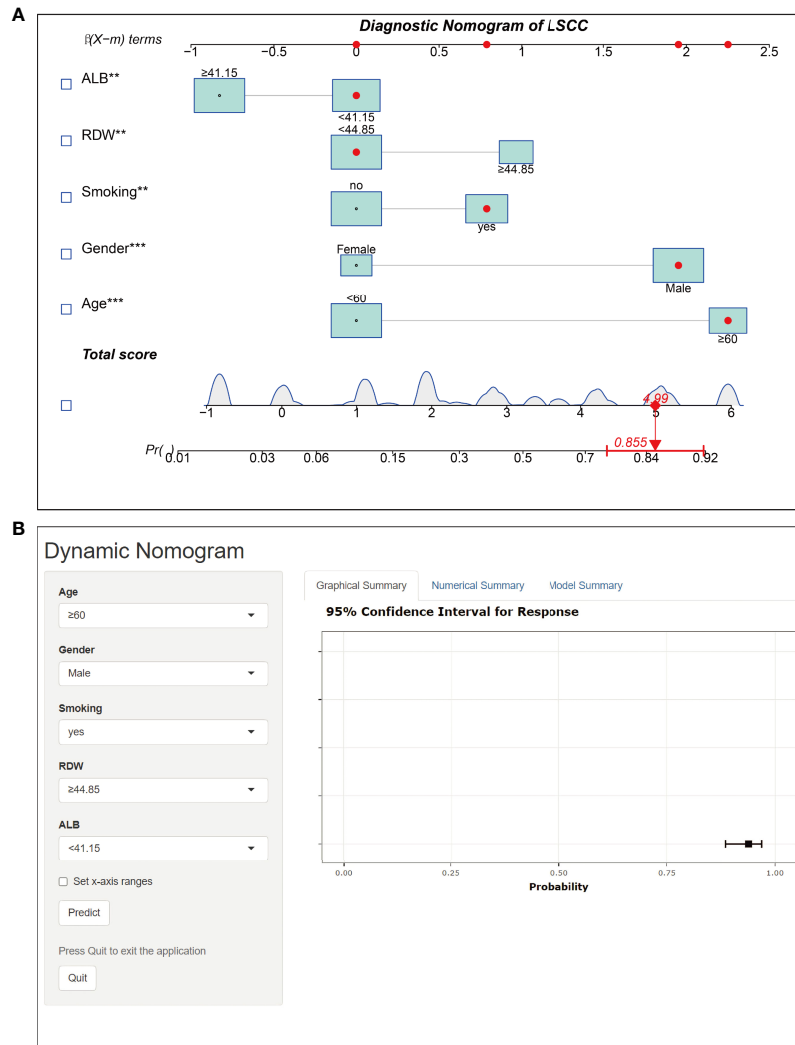 A
Diagnostic Nomogram of LSCC
β(X−m) terms
−1 −0.5 0 0.5 1 1.5 2 2.5
ALB**
≥41.15
<41.15
RDW**
<44.85
≥44.85
Smoking**
no
yes
Gender***
Female
Male
Age***
<60
≥60
Total score
−1 0 1 2 3 4 5 6
4.99
Pr( )
0.855
0.01 0.03 0.06 0.15 0.3 0.5 0.7 0.84 0.92
B
Dynamic Nomogram
Age
≥60
Gender
Male
Smoking
yes
RDW
≥44.85
ALB
<41.15
Set x-axis ranges
Predict
Press Quit to exit the application
Quit
Graphical Summary Numerical Summary Model Summary
95% Confidence Interval for Response
0.00 0.25 0.50 0.75 1.00
Probability